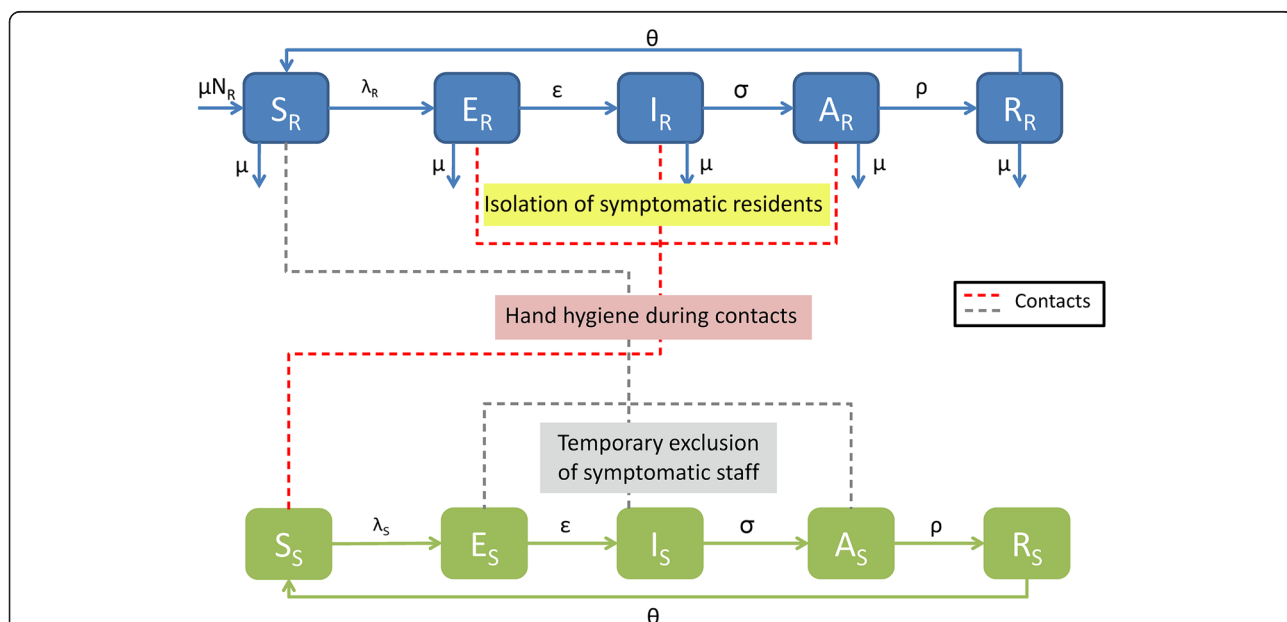 θ
μN_R
S_R
λ_R
E_R
ε
I_R
σ
A_R
ρ
R_R
μ
μ
μ
μ
μ
Isolation of symptomatic residents
Hand hygiene during contacts
Contacts
Temporary exclusion
of symptomatic staff
S_S
λ_S
E_S
ε
I_S
σ
A_S
ρ
R_S
θ